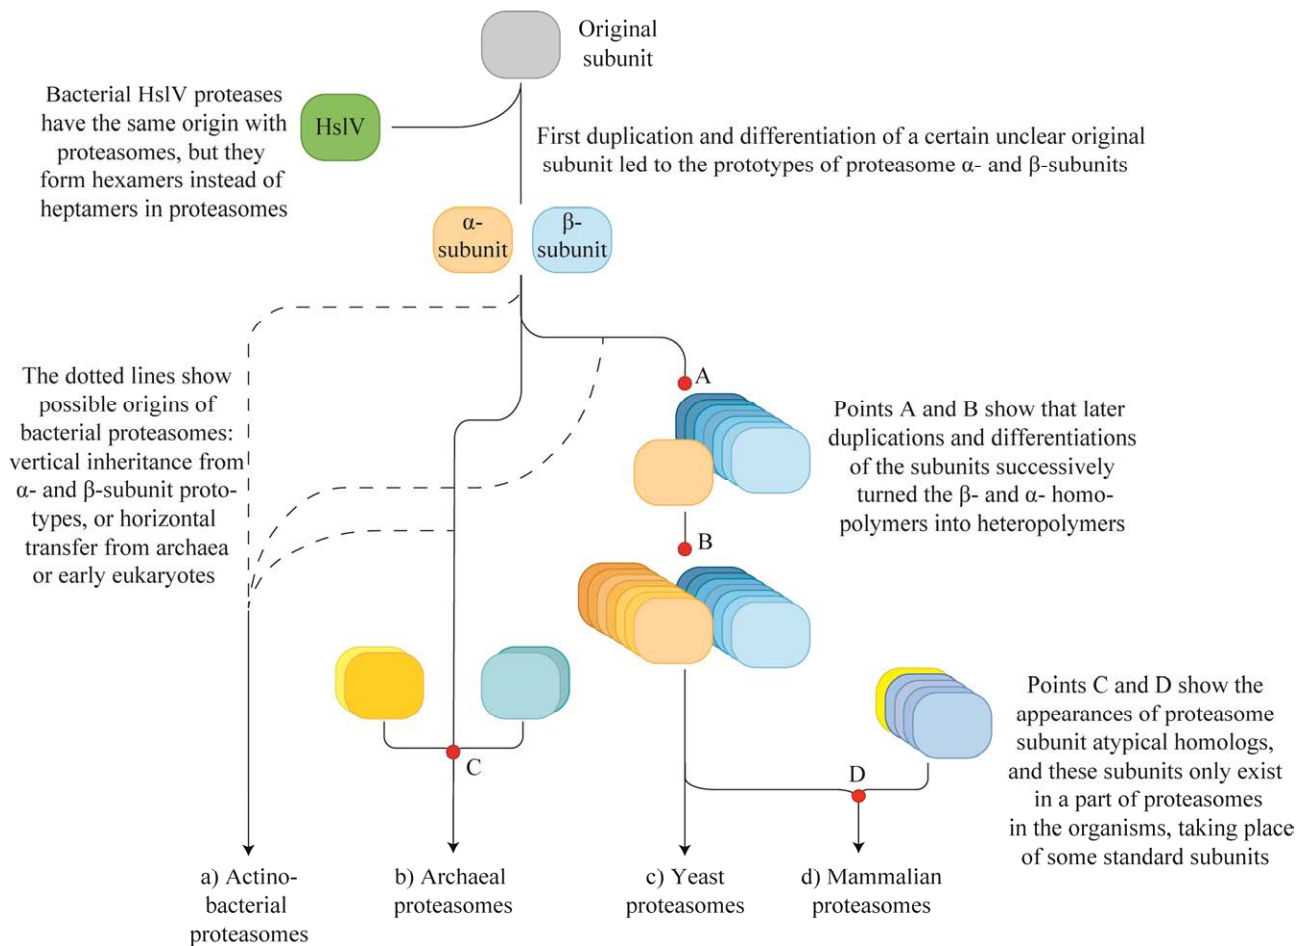 Original
subunit
Bacterial HslV proteases
have the same origin with
proteasomes, but they
form hexamers instead of
heptamers in proteasomes
HslV
First duplication and differentiation of a certain unclear original
subunit led to the prototypes of proteasome α- and β-subunits
α-
subunit
β-
subunit
The dotted lines show
possible origins of
bacterial proteasomes:
vertical inheritance from
α- and β-subunit proto-
types, or horizontal
transfer from archaea
or early eukaryotes
A
Points A and B show that later
duplications and differentiations
of the subunits successively
turned the β- and α- homo-
polymers into heteropolymers
B
C
D
Points C and D show the
appearances of proteasome
subunit atypical homologs,
and these subunits only exist
in a part of proteasomes
in the organisms, taking place
of some standard subunits
a) Actino-
bacterial
proteasomes
b) Archaeal
proteasomes
c) Yeast
proteasomes
d) Mammalian
proteasomes